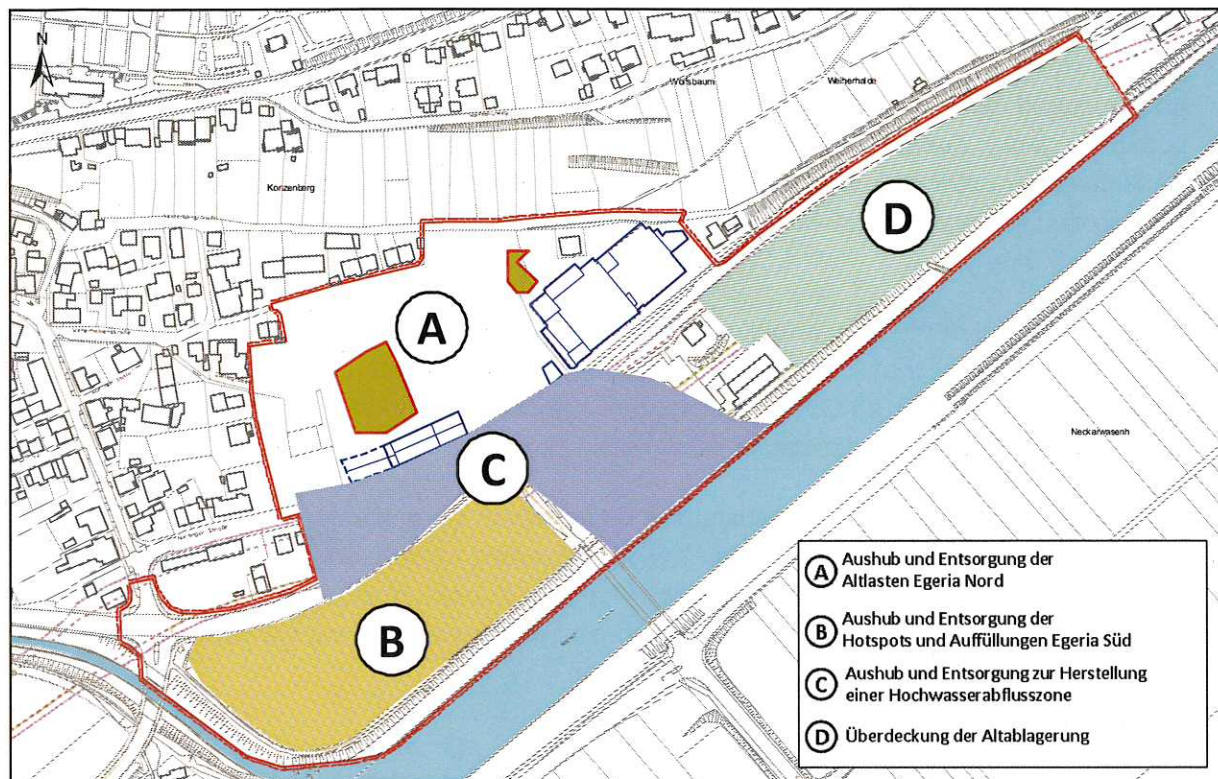 N
Wolfsbaum
Weiherhalde
Konzenberg
D
A
C
Neckarwasenh
B
A Aushub und Entsorgung der
Altlasten Egeria Nord
B Aushub und Entsorgung der
Hotspots und Auffüllungen Egeria Süd
C Aushub und Entsorgung zur Herstellung
einer Hochwasserabflusszone
D Überdeckung der Altablagerung